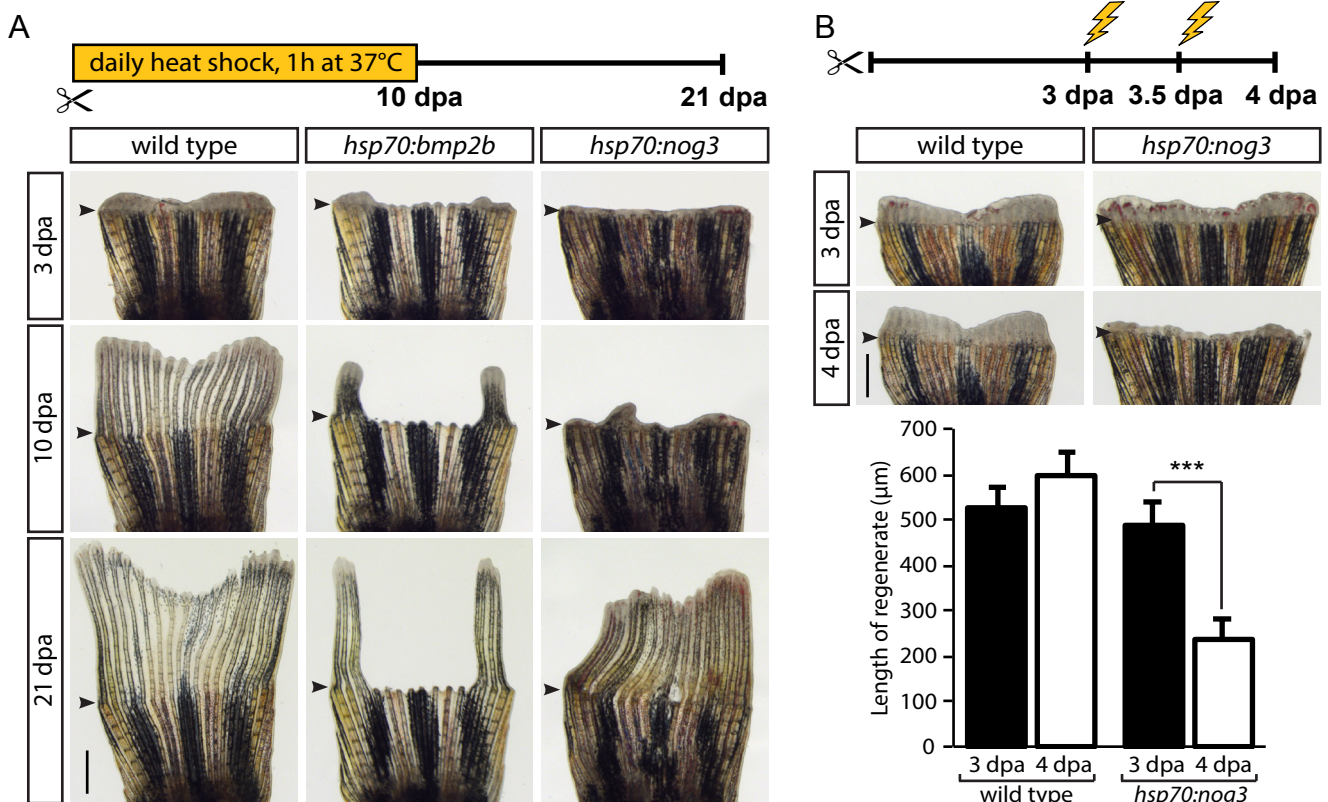 A
daily heat shock, 1h at 37°C
10 dpa
21 dpa
wild type
hsp70:bmp2b
hsp70:nog3
3 dpa
10 dpa
21 dpa
B
3 dpa
3.5 dpa
4 dpa
wild type
hsp70:nog3
3 dpa
4 dpa
Length of regenerate (µm)
700
600
500
400
300
200
100
0
***
3 dpa
4 dpa
3 dpa
4 dpa
wild type
hsp70:nog3